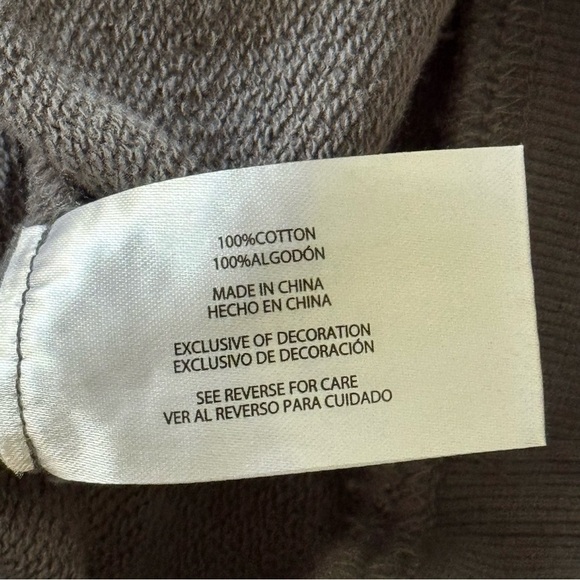 100%COTTON
100%ALGODÓN
MADE IN CHINA
HECHO EN CHINA
EXCLUSIVE OF DECORATION
EXCLUSIVO DE DECORACIÓN
SEE REVERSE FOR CARE
VER AL REVERSO PARA CUIDADO